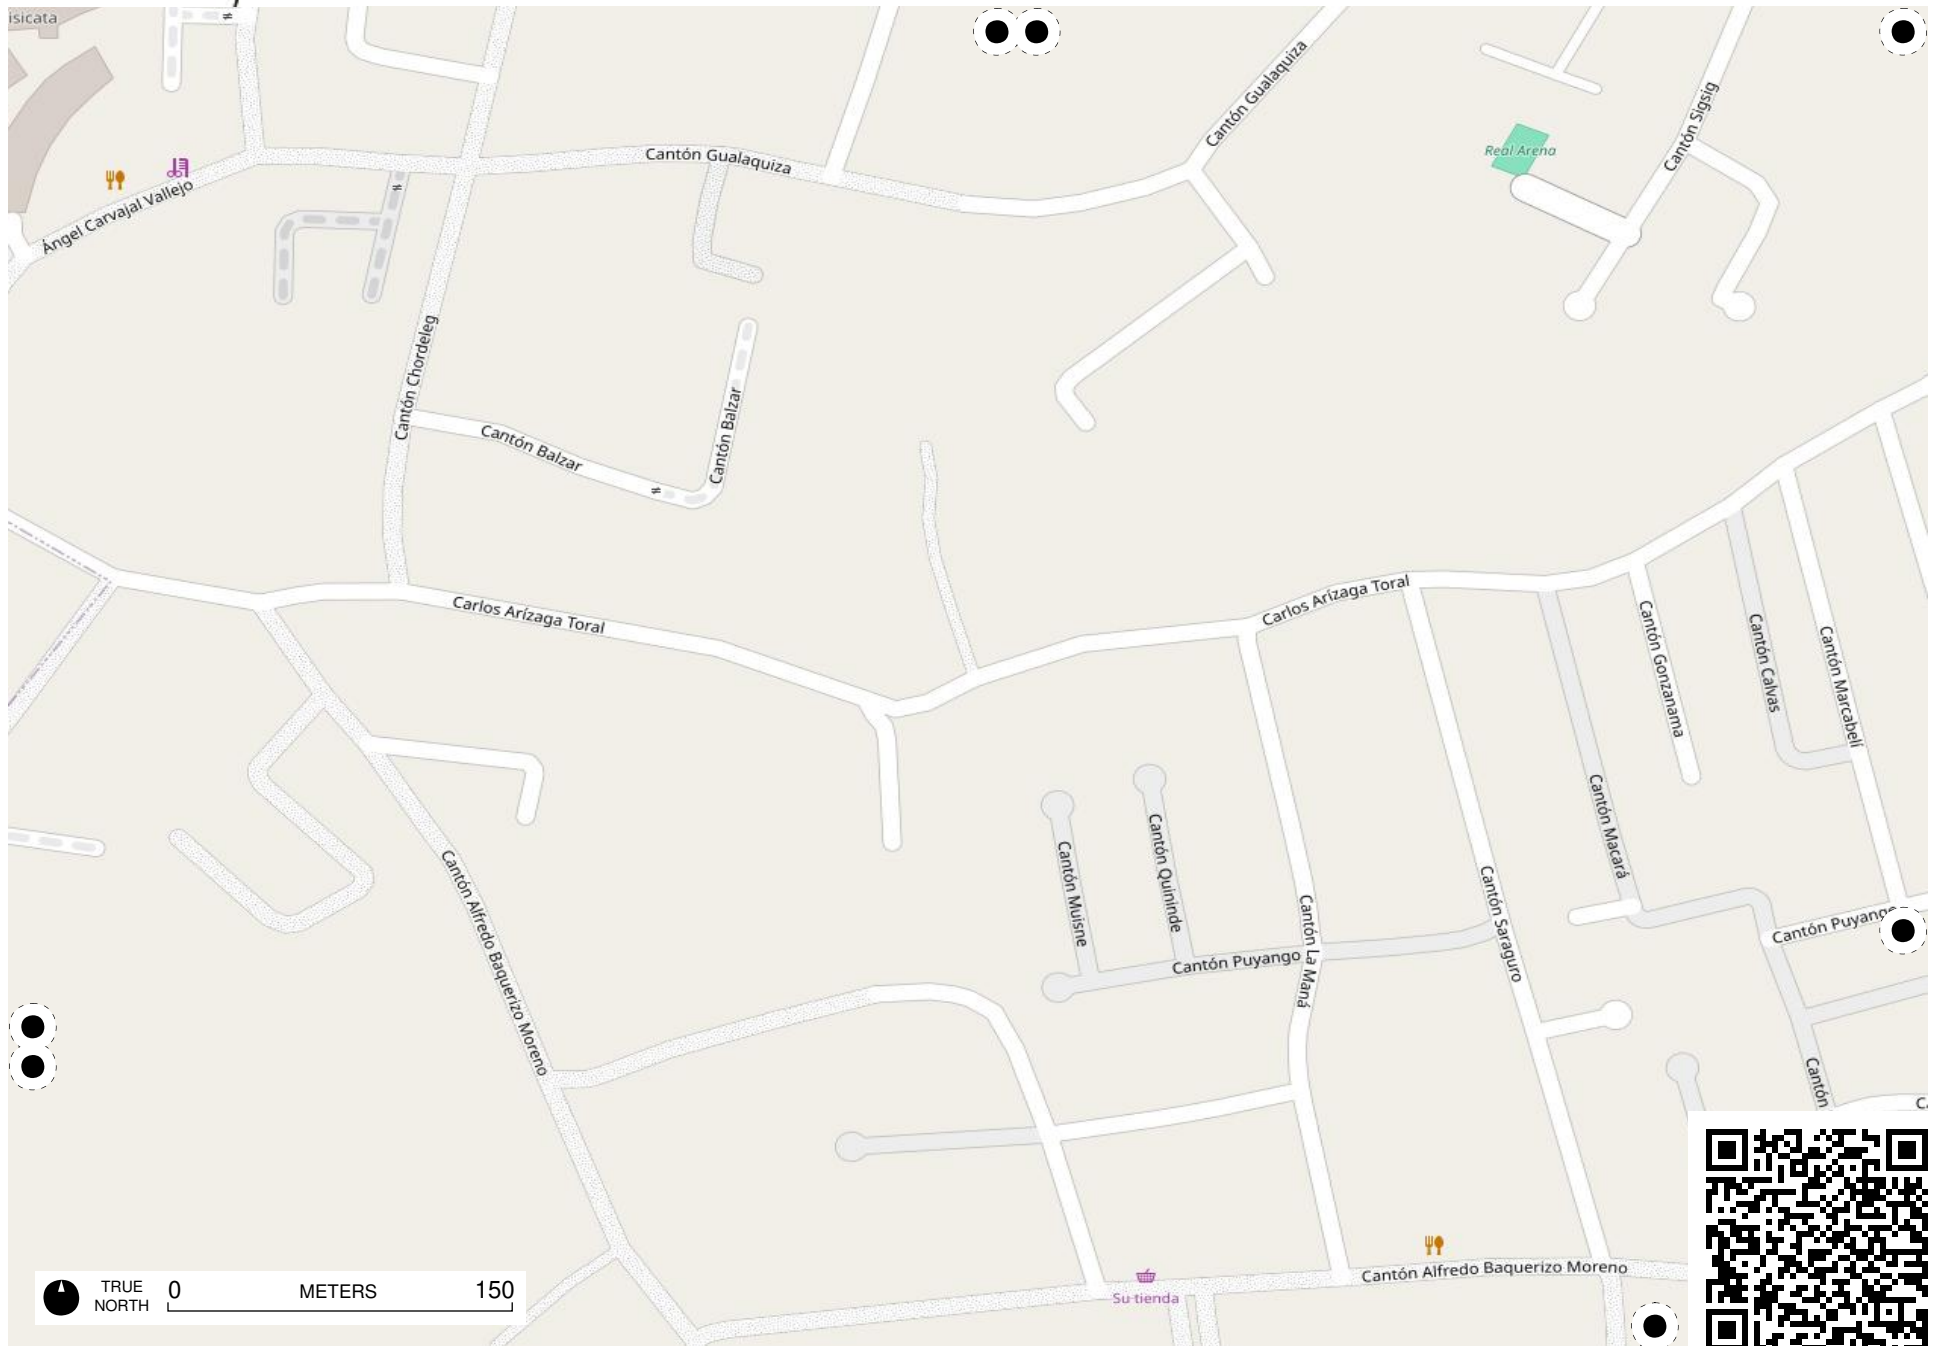 isicata
Cantón Gualaquiza
Cantón Gualaquiza
Cantón Sigsig
Real Arena
Ángel Carvajal Vallejo
Cantón Chordeleg
Cantón Balzar
Cantón Balzar
Carlos Arízaga Toral
Carlos Arízaga Toral
Cantón Gonzanama
Cantón Calvas
Cantón Marcabelí
Cantón Macará
Cantón Muisne
Cantón Quininde
Cantón Alfredo Baquerizo Moreno
Cantón La Maná
Cantón Saraguro
Cantón Puyango
Cantón Puyango
Cantón
C
Cantón Alfredo Baquerizo Moreno
Su tienda
TRUE
NORTH
0 METERS 150